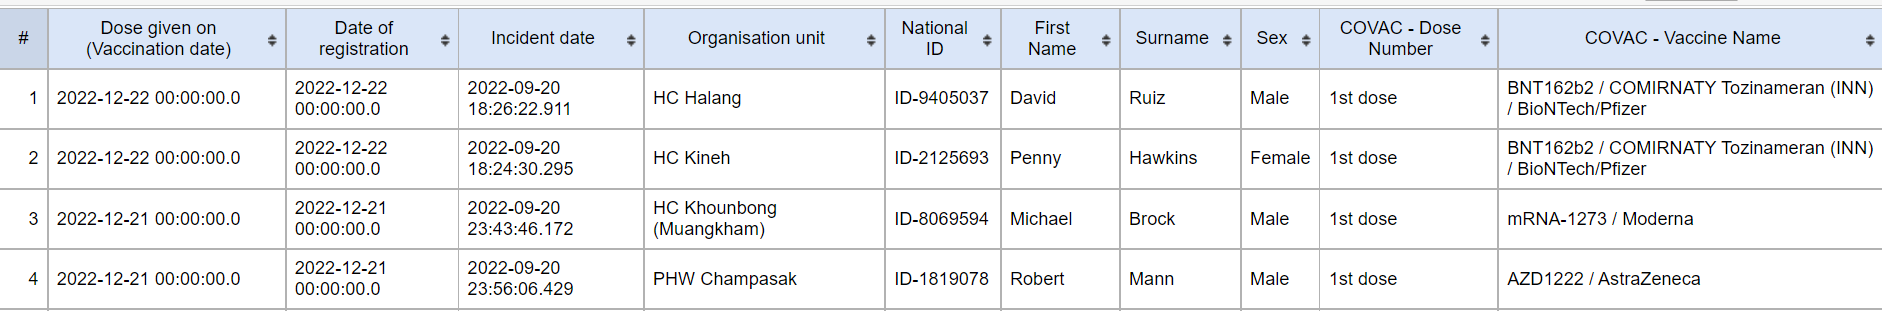 # Dose given on (Vaccination date) Date of registration Incident date Organisation unit National ID First Name Surname Sex COVAC - Dose Number COVAC - Vaccine Name
1 2022-12-22 00:00:00.0 2022-12-22 00:00:00.0 2022-09-20 18:26:22.911 HC Halang ID-9405037 David Ruiz Male 1st dose BNT162b2 / COMIRNATY Tozinameran (INN) / BioNTech/Pfizer
2 2022-12-22 00:00:00.0 2022-12-22 00:00:00.0 2022-09-20 18:24:30.295 HC Kineh ID-2125693 Penny Hawkins Female 1st dose BNT162b2 / COMIRNATY Tozinameran (INN) / BioNTech/Pfizer
3 2022-12-21 00:00:00.0 2022-12-21 00:00:00.0 2022-09-20 23:43:46.172 HC Khounbong (Muangkham) ID-8069594 Michael Brock Male 1st dose mRNA-1273 / Moderna
4 2022-12-21 00:00:00.0 2022-12-21 00:00:00.0 2022-09-20 23:56:06.429 PHW Champasak ID-1819078 Robert Mann Male 1st dose AZD1222 / AstraZeneca